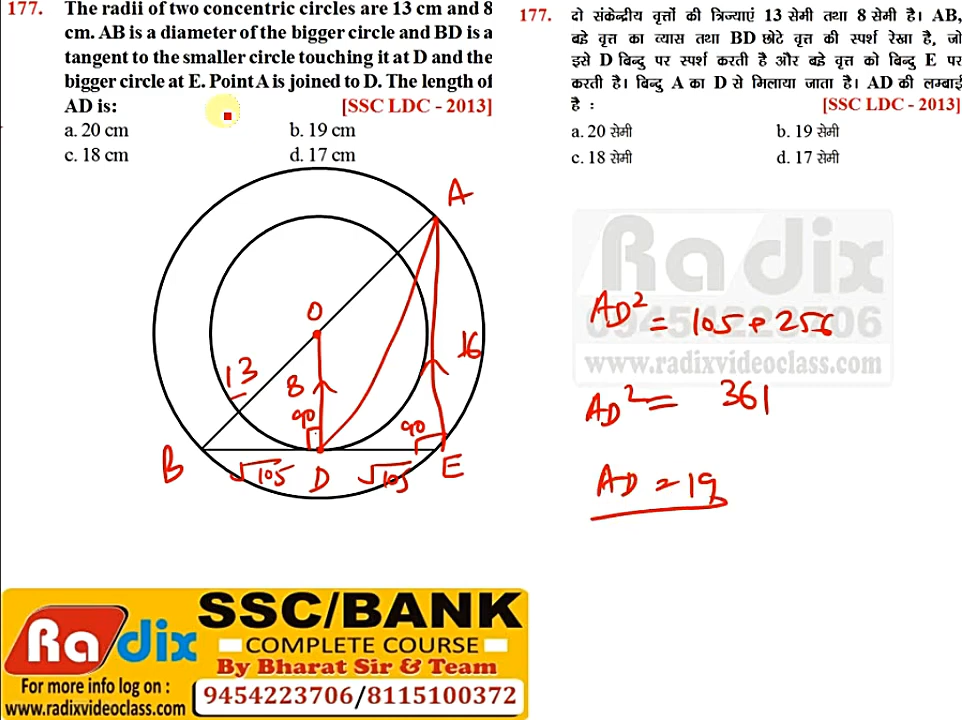 177. The radii of two concentric circles are 13 cm and 8
cm. AB is a diameter of the bigger circle and BD is a
tangent to the smaller circle touching it at D and the
bigger circle at E. Point A is joined to D. The length of
AD is: [SSC LDC - 2013]
a. 20 cm b. 19 cm
c. 18 cm d. 17 cm
177. दो संकेन्द्रीय वृत्तों की त्रिज्याएं 13 सेमी तथा 8 सेमी है। AB,
बड़े वृत्त का व्यास तथा BD छोटे वृत्त की स्पर्श रेखा है, जो
इसे D बिन्दु पर स्पर्श करती है और बड़े वृत्त को बिन्दु E पर
करती है। बिन्दु A का D से मिलाया जाता है। AD की लम्बाई
है : [SSC LDC - 2013]
a. 20 सेमी b. 19 सेमी
c. 18 सेमी d. 17 सेमी
A
O
13
8
16
90
90
B
√105
D
√105
E
Radix
09454223706
www.radixvideoclass.com
AD² = 105 + 256
AD² = 361
AD = 19
Radix
For more info log on :
www.radixvideoclass.com
SSC/BANK
COMPLETE COURSE
By Bharat Sir & Team
9454223706/8115100372